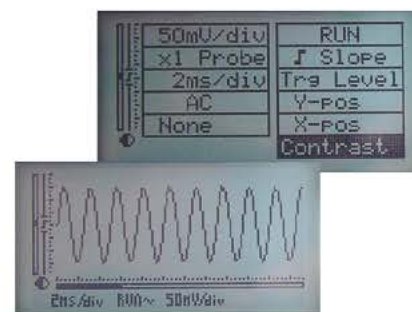 50mV/div
x1 Probe
2ms/div
AC
None
RUN
Slope
Trg Level
Y-pos
X-pos
Contrast
2ms/div RUN~ 50mV/div